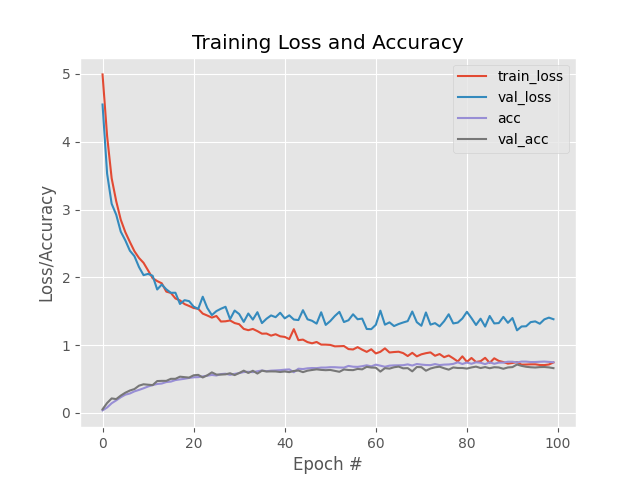 Training Loss and Accuracy
train_loss
val_loss
acc
val_acc
Loss/Accuracy
5
4
3
2
1
0
0 20 40 60 80 100
Epoch #